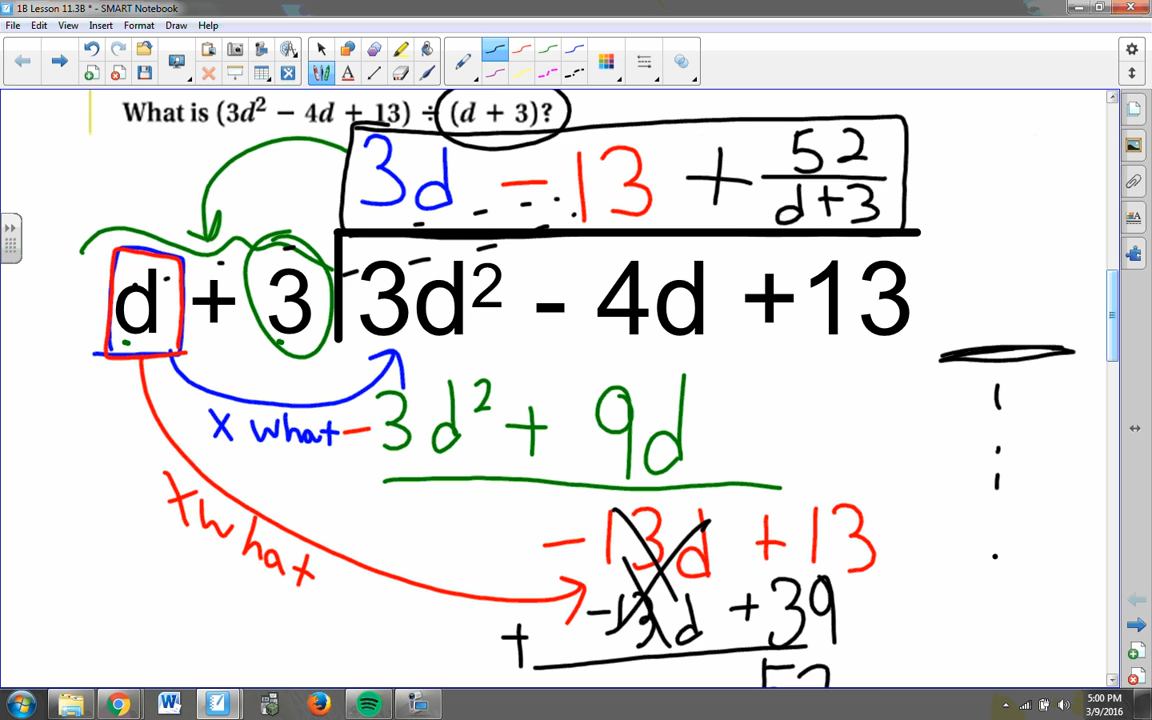 1B Lesson 11.3B * - SMART Notebook
File Edit View Insert Format Draw Help
What is (3d² − 4d + 13) ÷ (d + 3)?
3d - 13 + 52/(d+3)
d + 3 3d² - 4d +13
x what - 3d² + 9d
x what
-13d +13
+ -13d +39
52
5:00 PM
3/9/2016